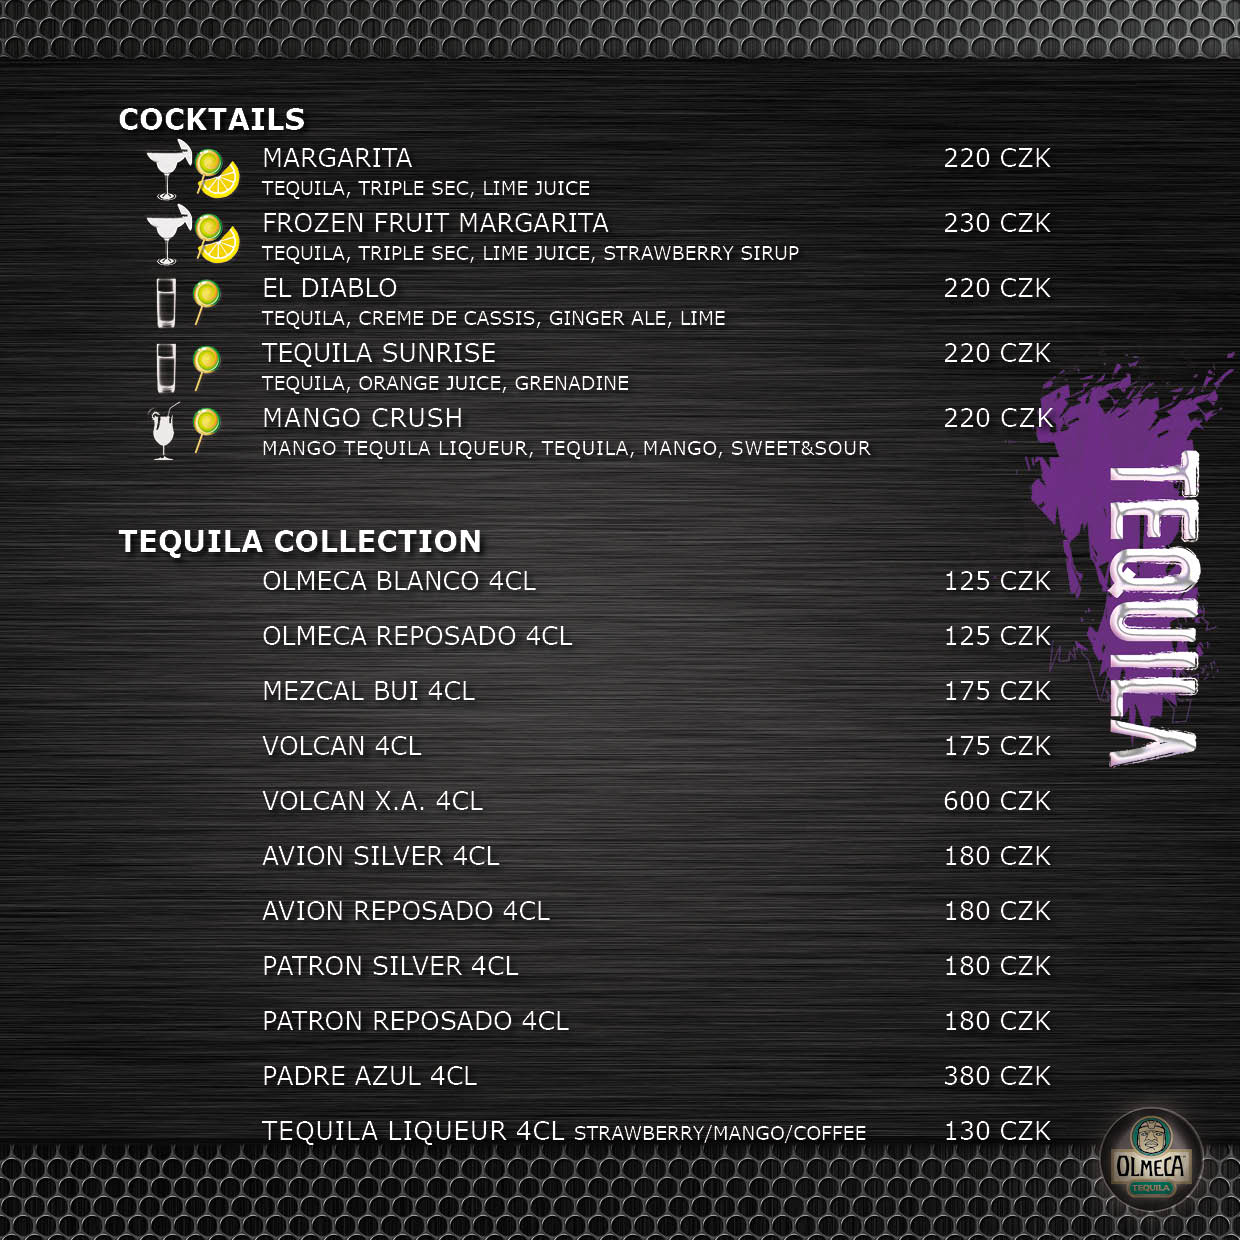 COCKTAILS
MARGARITA 220 CZK
TEQUILA, TRIPLE SEC, LIME JUICE
FROZEN FRUIT MARGARITA 230 CZK
TEQUILA, TRIPLE SEC, LIME JUICE, STRAWBERRY SIRUP
EL DIABLO 220 CZK
TEQUILA, CREME DE CASSIS, GINGER ALE, LIME
TEQUILA SUNRISE 220 CZK
TEQUILA, ORANGE JUICE, GRENADINE
MANGO CRUSH 220 CZK
MANGO TEQUILA LIQUEUR, TEQUILA, MANGO, SWEET&SOUR
TEQUILA COLLECTION
OLMECA BLANCO 4CL 125 CZK
OLMECA REPOSADO 4CL 125 CZK
MEZCAL BUI 4CL 175 CZK
VOLCAN 4CL 175 CZK
VOLCAN X.A. 4CL 600 CZK
AVION SILVER 4CL 180 CZK
AVION REPOSADO 4CL 180 CZK
PATRON SILVER 4CL 180 CZK
PATRON REPOSADO 4CL 180 CZK
PADRE AZUL 4CL 380 CZK
TEQUILA LIQUEUR 4CL STRAWBERRY/MANGO/COFFEE 130 CZK
TEQUILA
OLMECA
TEQUILA